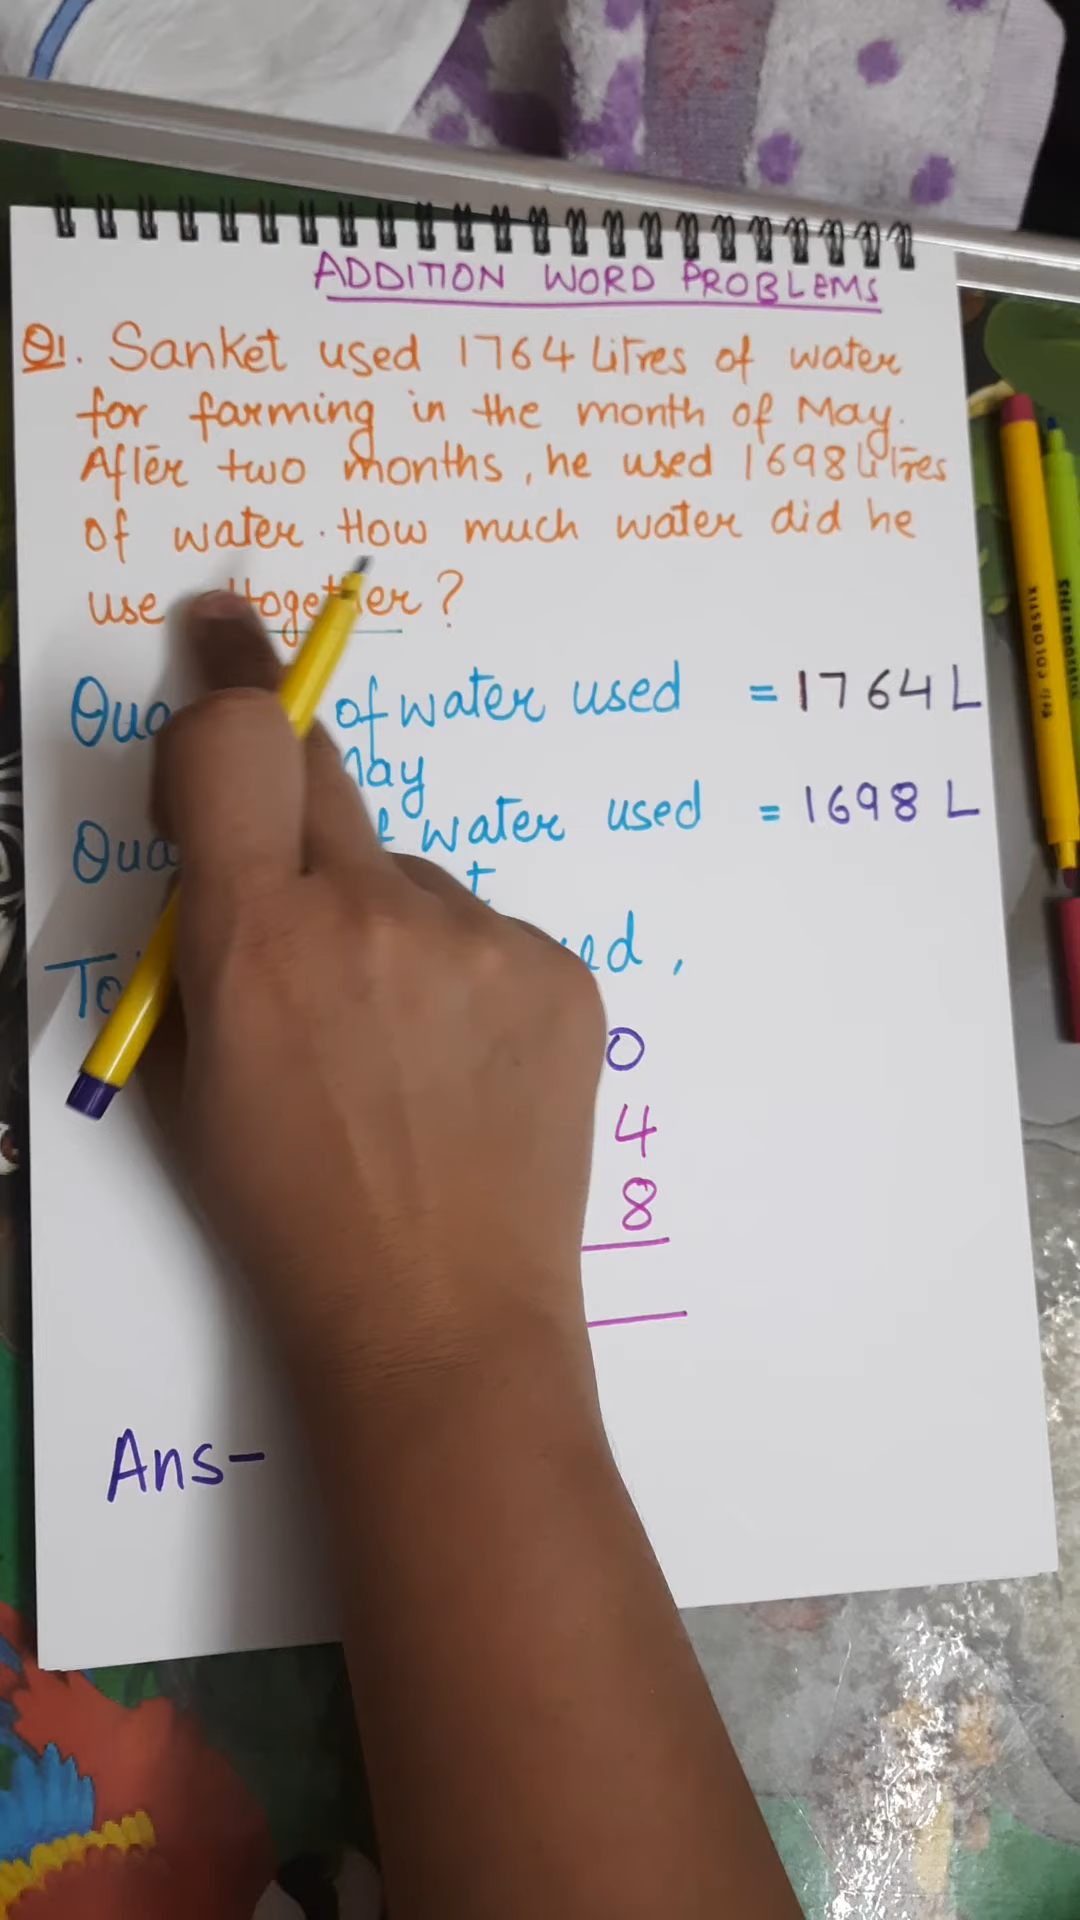 ADDITION WORD PROBLEMS
Q1. Sanket used 1764 Litres of water
for farming in the month of May.
After two months, he used 1698 Litres
of water. How much water did he
use ?
of water used = 1764 L
May
water used = 1698 L
,
0
4
8
Ans-